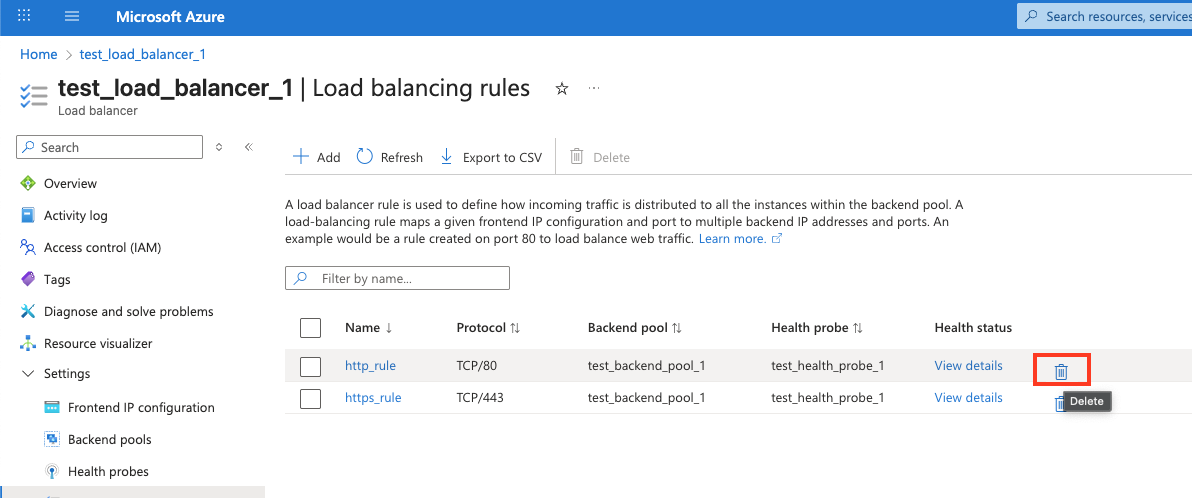 Microsoft Azure
Search resources, services
Home > test_load_balancer_1
test_load_balancer_1 | Load balancing rules
Load balancer
Search
Add Refresh Export to CSV Delete
Overview
Activity log
Access control (IAM)
Tags
Diagnose and solve problems
Resource visualizer
Settings
Frontend IP configuration
Backend pools
Health probes
A load balancer rule is used to define how incoming traffic is distributed to all the instances within the backend pool. A
load-balancing rule maps a given frontend IP configuration and port to multiple backend IP addresses and ports. An
example would be a rule created on port 80 to load balance web traffic. Learn more.
Filter by name...
Name Protocol Backend pool Health probe Health status
http_rule TCP/80 test_backend_pool_1 test_health_probe_1 View details
https_rule TCP/443 test_backend_pool_1 test_health_probe_1 View details
Delete